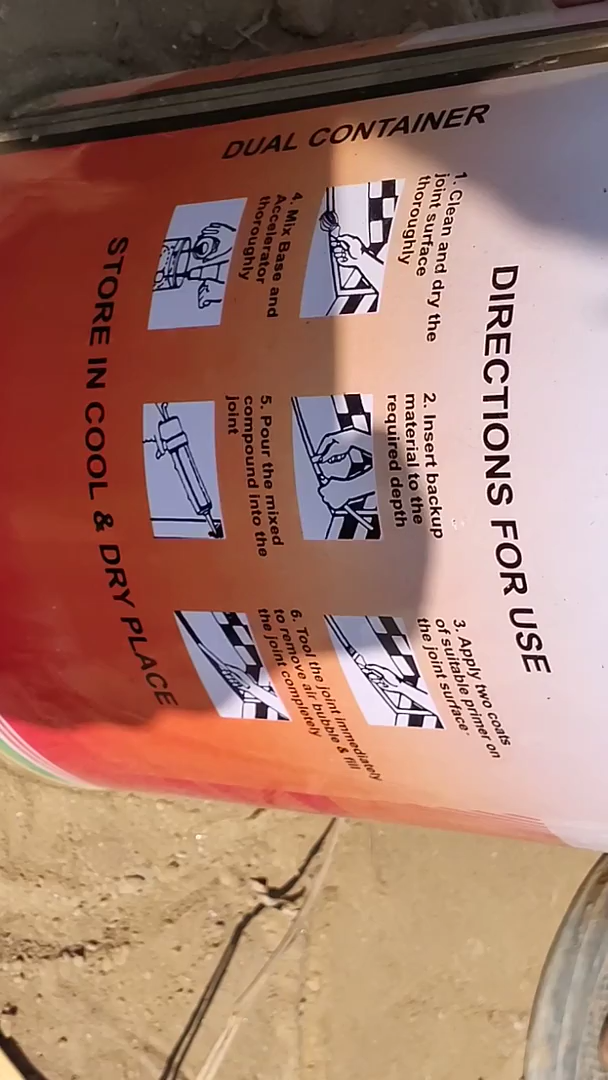 DIRECTIONS FOR USE
1. Clean and dry the
joint surface
thoroughly
2. Insert backup
material to the
required depth
3. Apply two coats
of suitable primer on
the joint surface.
4. Mix Base and
Accelerator
thoroughly
5. Pour the mixed
compound into the
joint
6. Tool the joint immediately
to remove air bubble & fill
the joint completely
STORE IN COOL & DRY PLACE
DUAL CONTAINER